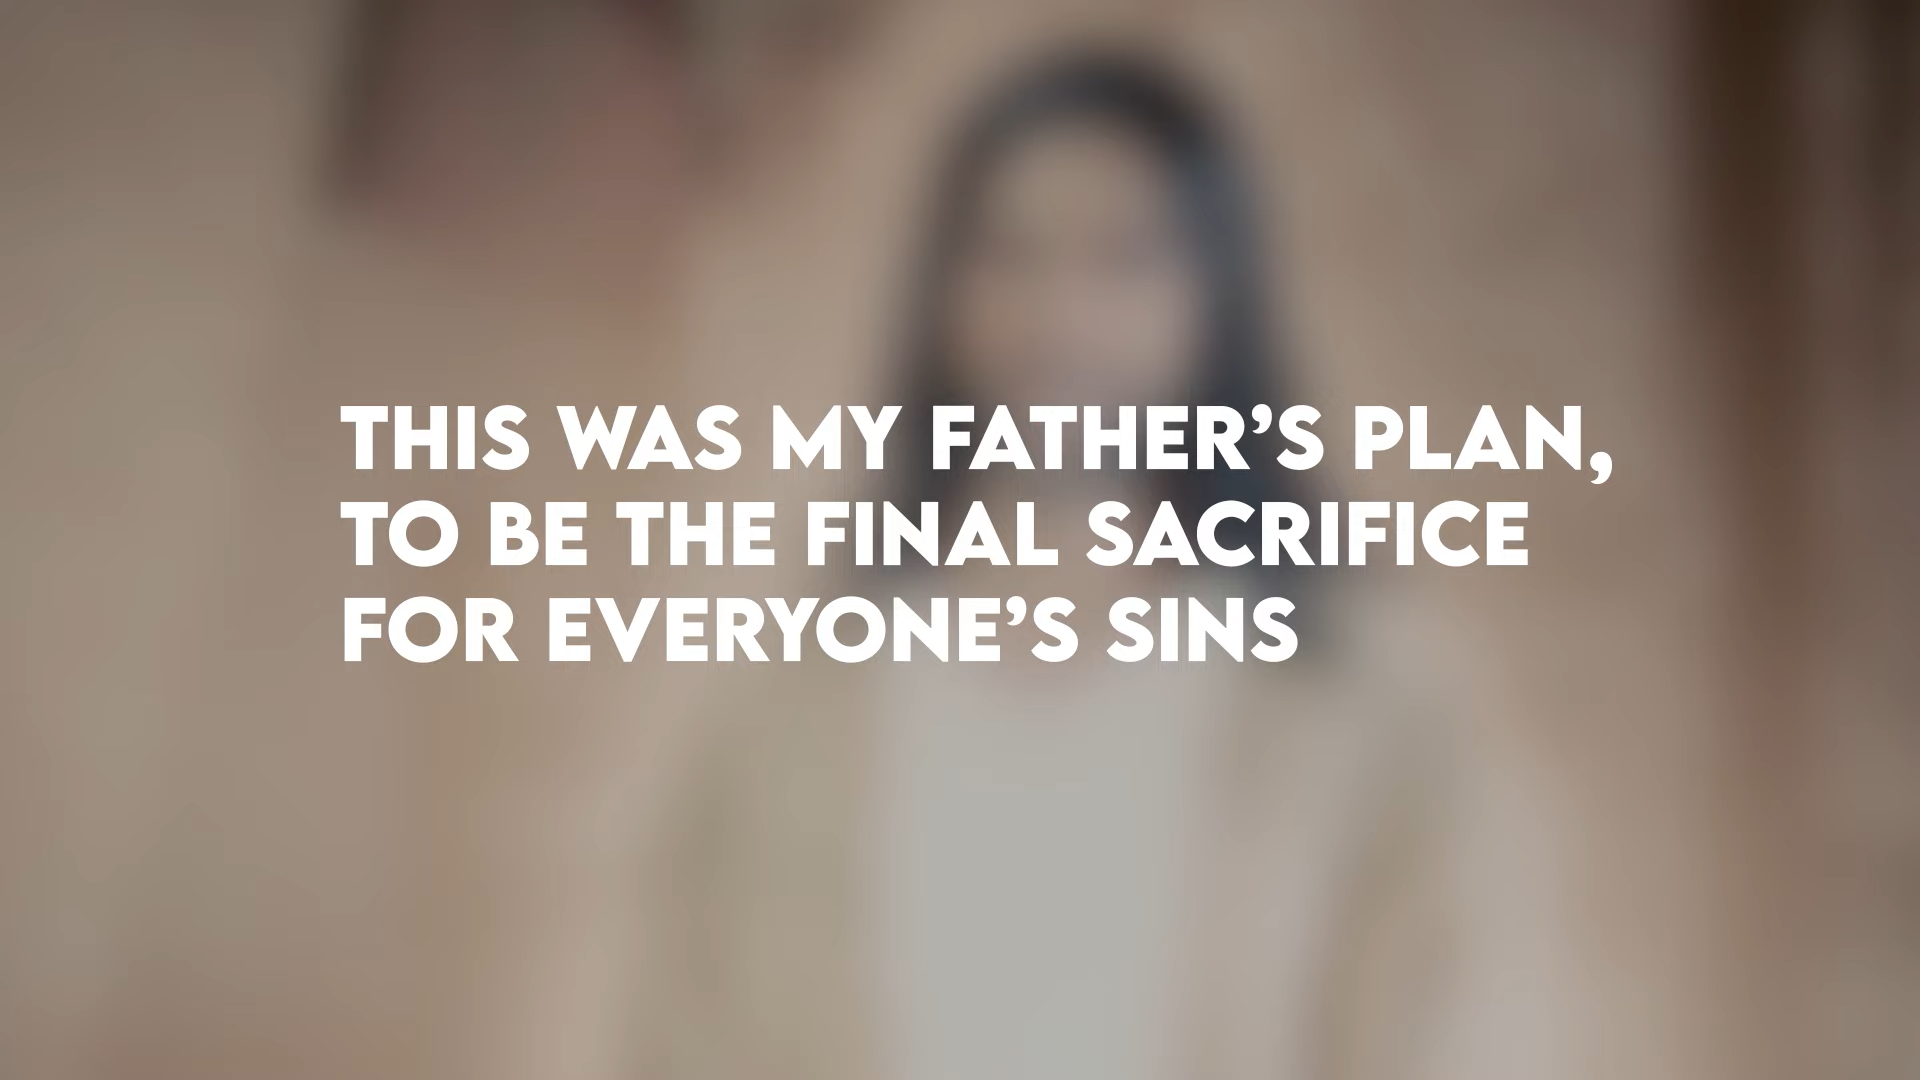 THIS WAS MY FATHER’S PLAN,
TO BE THE FINAL SACRIFICE
FOR EVERYONE’S SINS